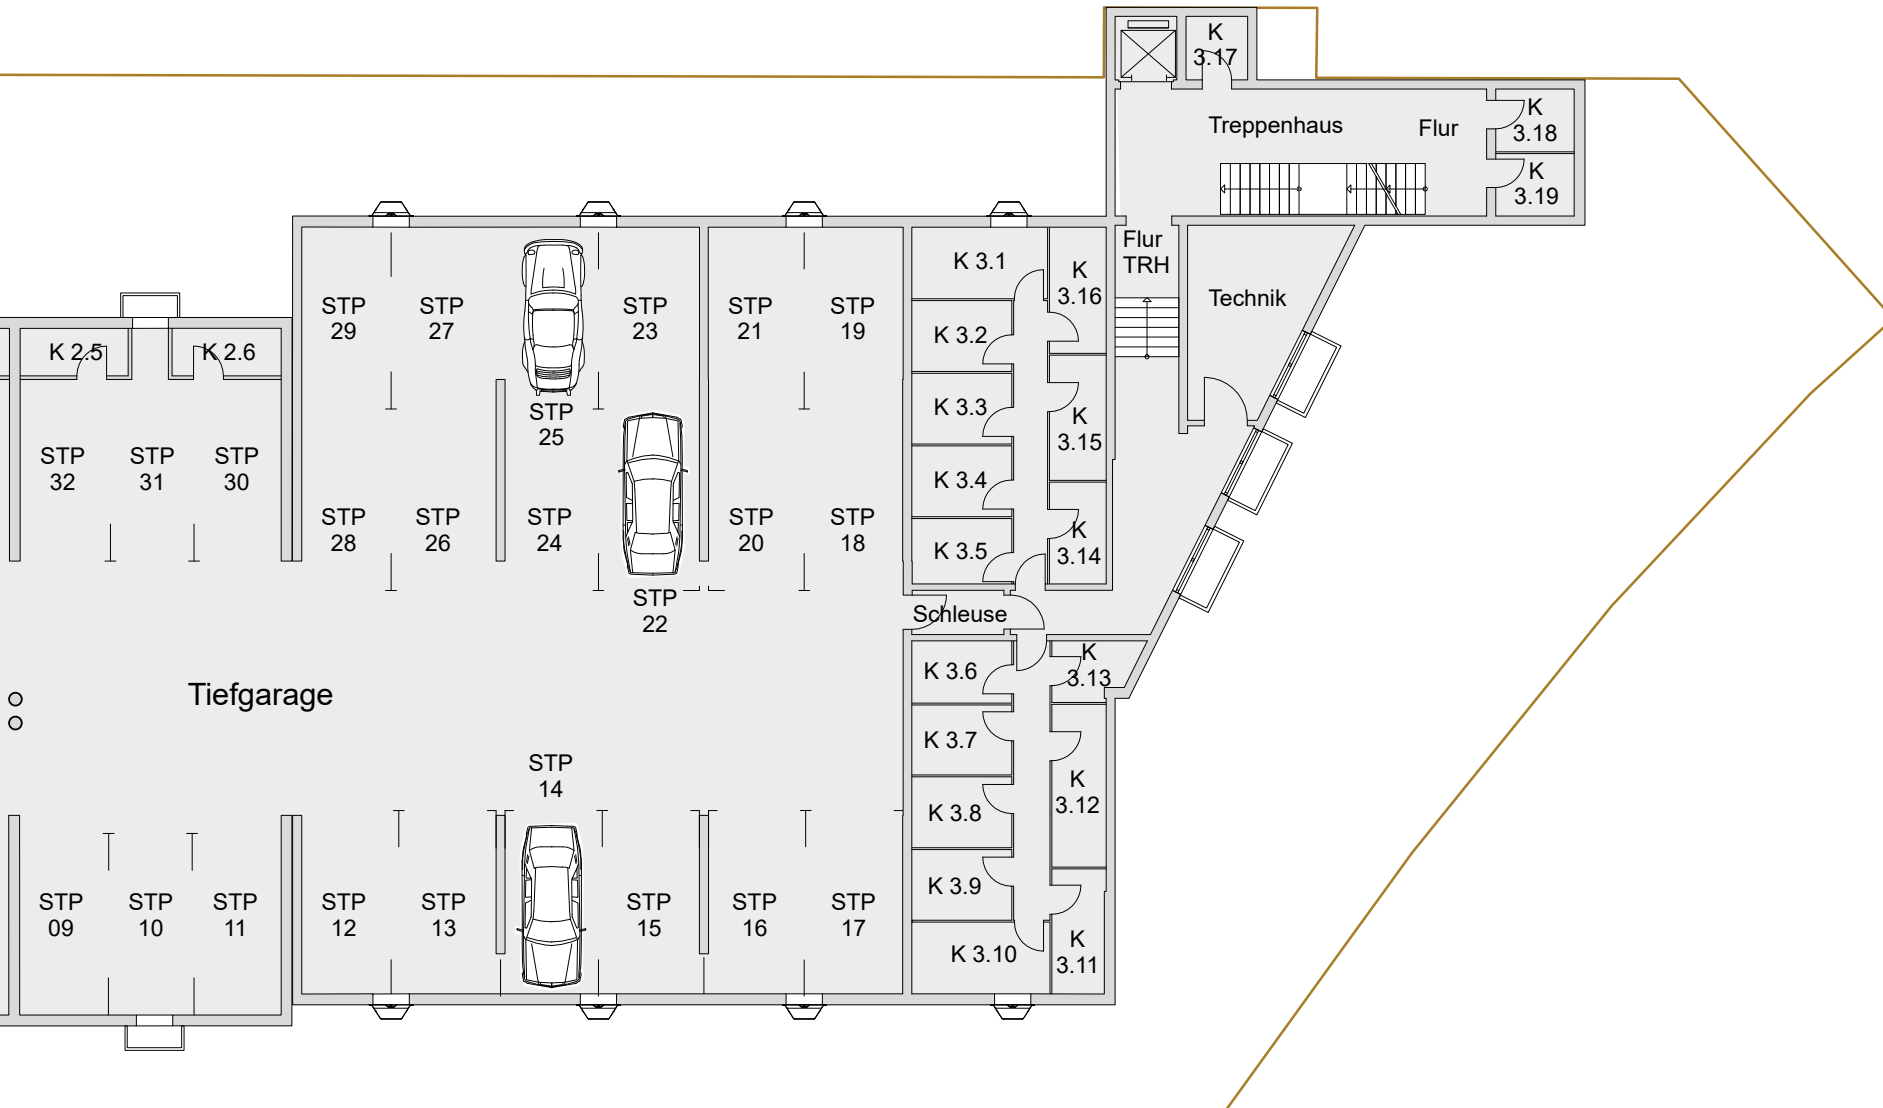 K
3.17
K
3.18
Treppenhaus
Flur
K
3.19
Flur
TRH
K 3.1
K
3.16
Technik
STP
29
STP
27
STP
23
STP
21
STP
19
K 3.2
K 2.5
K 2.6
K 3.3
STP
25
K
3.15
STP
32
STP
31
STP
30
K 3.4
STP
28
STP
26
STP
24
STP
20
STP
18
K 3.5
K
3.14
STP
22
Schleuse
K 3.6
K
3.13
Tiefgarage
K 3.7
STP
14
K
3.12
K 3.8
K 3.9
STP
09
STP
10
STP
11
STP
12
STP
13
STP
15
STP
16
STP
17
K 3.10
K
3.11